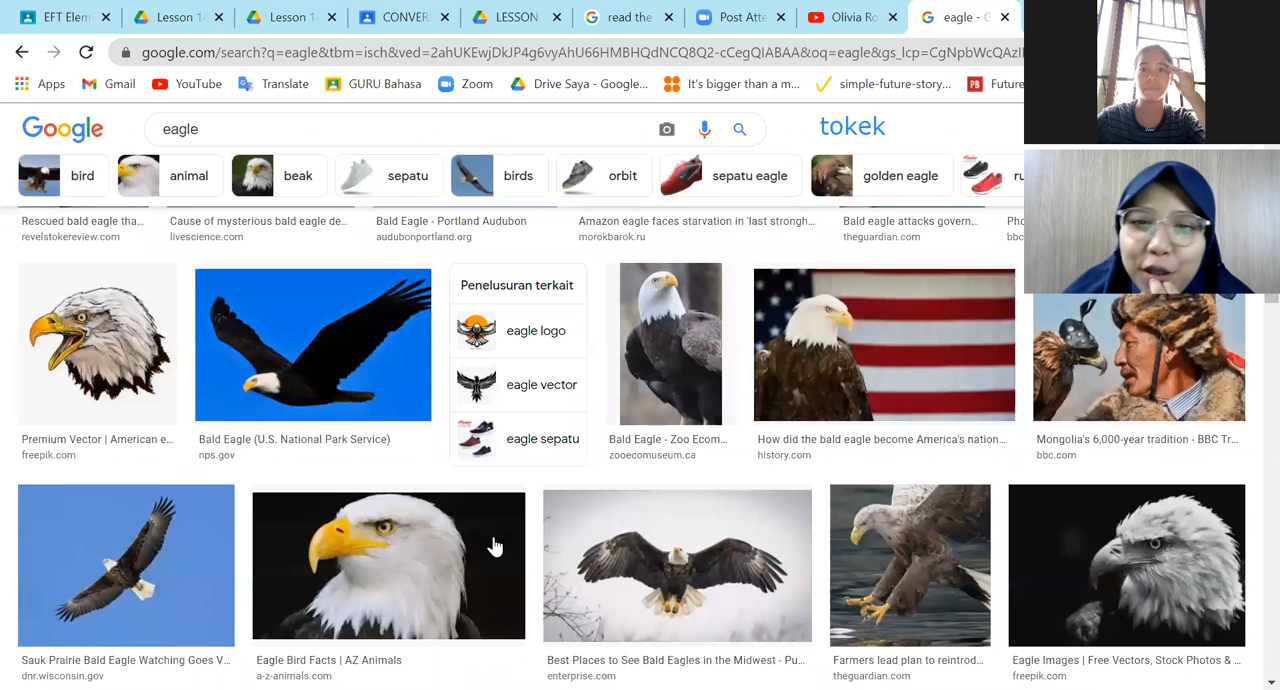 EFT Elem
Lesson 1
Lesson 1
CONVER
LESSON
read the
Post Atte
Olivia Ro
eagle - G
google.com/search?q=eagle&tbm=isch&ved=2ahUKEwjDkJP4g6vyAhU66HMBHQdNCQ8Q2-cCegQIABAA&oq=eagle&gs_lcp=CgNpbWcQAzI
Apps
Gmail
YouTube
Translate
GURU Bahasa
Zoom
Drive Saya - Google...
It's bigger than a m...
simple-future-story...
PB
Future
Google
eagle
tokek
bird
animal
beak
sepatu
birds
orbit
sepatu eagle
golden eagle
ru
Rescued bald eagle tha...
revelstokereview.com
Cause of mysterious bald eagle de...
livescience.com
Bald Eagle - Portland Audubon
audubonportland.org
Amazon eagle faces starvation in 'last strongh...
morokbarok.ru
Bald eagle attacks govern...
theguardian.com
Pho
bbc
Penelusuran terkait
eagle logo
eagle vector
eagle sepatu
Premium Vector | American e...
freepik.com
Bald Eagle (U.S. National Park Service)
nps.gov
Bald Eagle - Zoo Ecom...
zooecomuseum.ca
How did the bald eagle become America's nation...
history.com
Mongolia's 6,000-year tradition - BBC Tr...
bbc.com
Sauk Prairie Bald Eagle Watching Goes V...
dnr.wisconsin.gov
Eagle Bird Facts | AZ Animals
a-z-animals.com
Best Places to See Bald Eagles in the Midwest - Pu...
enterprise.com
Farmers lead plan to reintrod...
theguardian.com
Eagle Images | Free Vectors, Stock Photos & ...
freepik.com